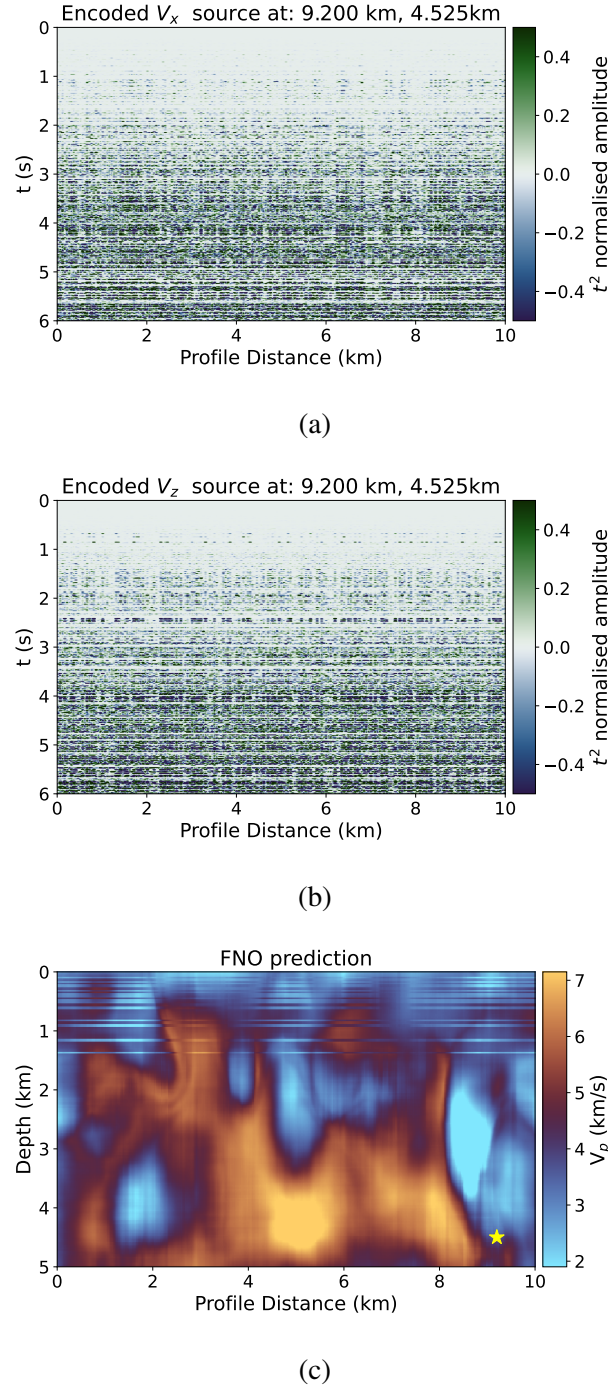 Encoded Vₓ source at: 9.200 km, 4.525km
0
1
2
3
4
5
6
t (s)
0 2 4 6 8 10
Profile Distance (km)
0.4
0.2
0.0
−0.2
−0.4
t² normalised amplitude
(a)
Encoded V_z source at: 9.200 km, 4.525km
0
1
2
3
4
5
6
t (s)
0 2 4 6 8 10
Profile Distance (km)
0.4
0.2
0.0
−0.2
−0.4
t² normalised amplitude
(b)
FNO prediction
0
1
2
3
4
5
Depth (km)
0 2 4 6 8 10
Profile Distance (km)
7
6
5
4
3
2
Vₚ (km/s)
(c)